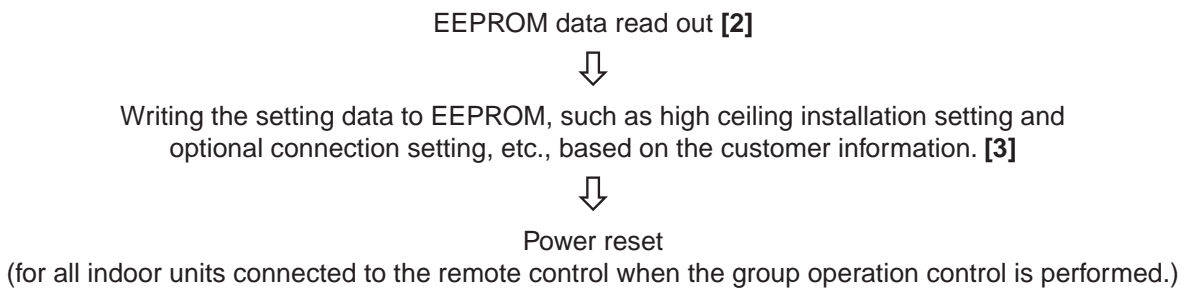 EEPROM data read out [2]
Writing the setting data to EEPROM, such as high ceiling installation setting and
optional connection setting, etc., based on the customer information. [3]
Power reset
(for all indoor units connected to the remote control when the group operation control is performed.)